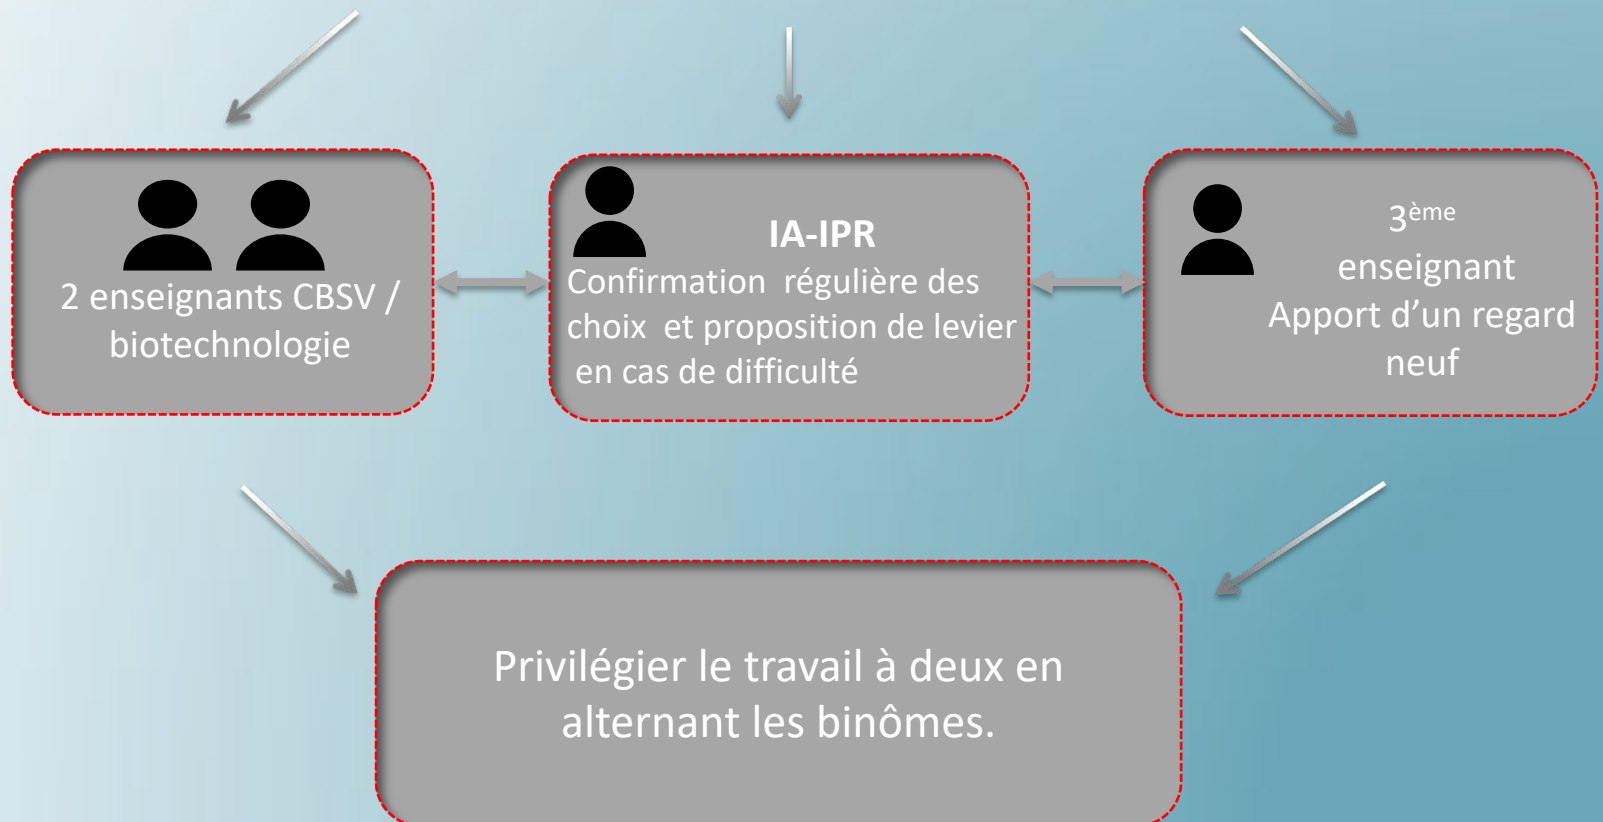 2 enseignants CBSV /
biotechnologie
IA-IPR
Confirmation  régulière des
choix  et proposition de levier
en cas de difficulté
3ème
enseignant
Apport d’un regard
neuf
Privilégier le travail à deux en
alternant les binômes.